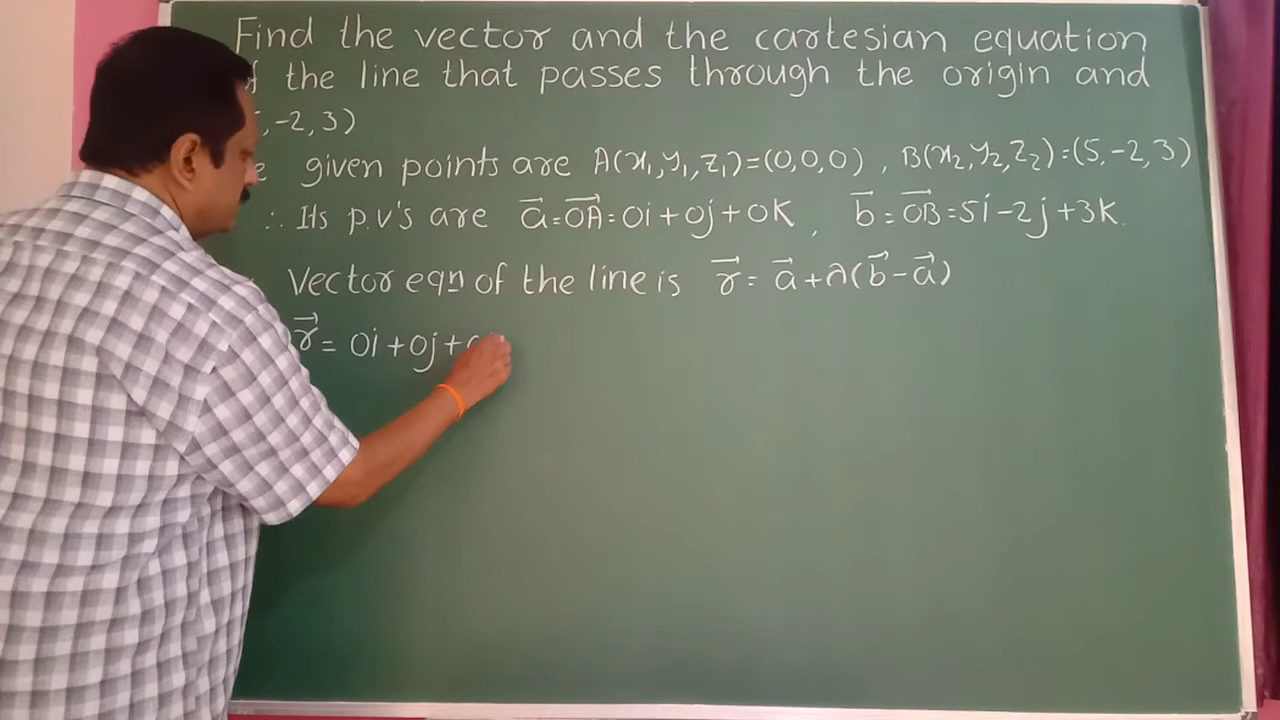 Find the vector and the cartesian equation
the line that passes through the origin and
, -2, 3)
given points are A(x₁, y₁, z₁)=(0,0,0) , B(x₂, y₂, z₂)=(5,-2,3)
∴ Its p.v's are a⃗=OA⃗=0i+0j+0k , b⃗=OB⃗=5i-2j+3k.
Vector eqn of the line is r⃗ = a⃗+λ(b⃗-a⃗)
r⃗= 0i +0j+